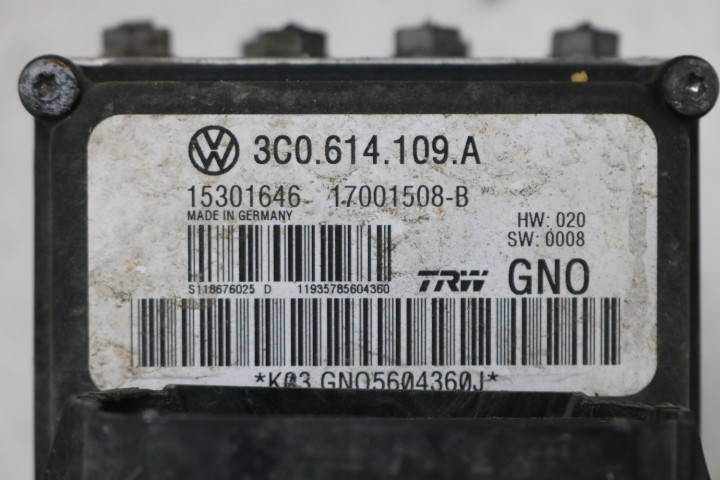 3C0.614.109.A
15301646 17001508-B
MADE IN GERMANY
HW: 020
SW: 0008
S118676025 D 11935785604360
TRW GNO
*K03 GNO5604360J*